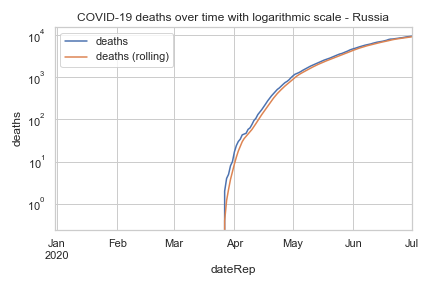 COVID-19 deaths over time with logarithmic scale - Russia
deaths
deaths (rolling)
10⁴
10³
10²
10¹
10⁰
deaths
Jan Feb Mar Apr May Jun Jul
2020
dateRep